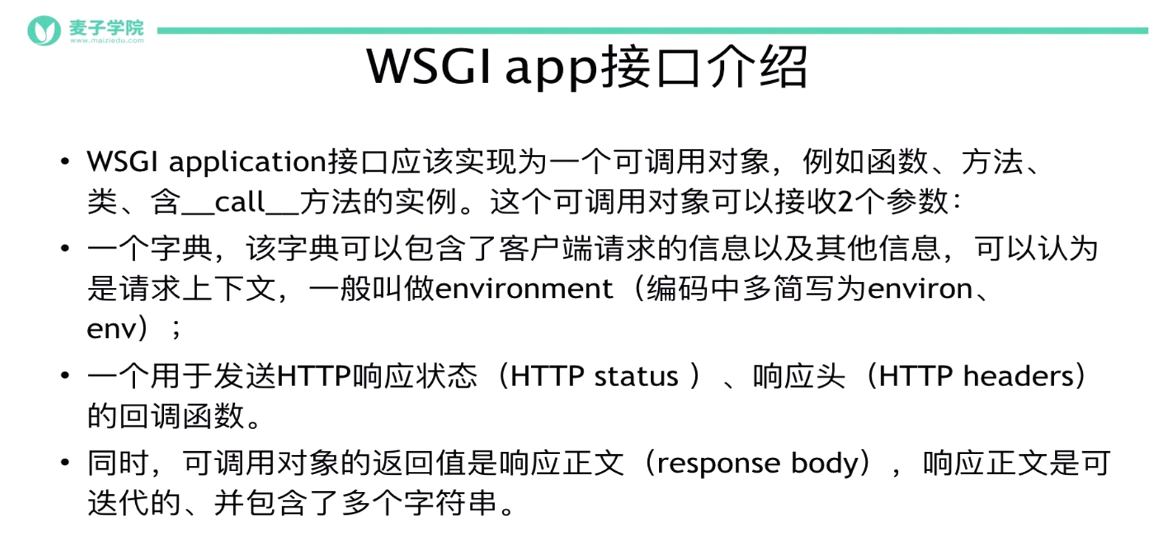 麦子学院
www.maiziedu.com
WSGI app接口介绍
• WSGI application接口应该实现为一个可调用对象，例如函数、方法、
类、含__call__方法的实例。这个可调用对象可以接收2个参数：
• 一个字典，该字典可以包含了客户端请求的信息以及其他信息，可以认为
是请求上下文，一般叫做environment（编码中多简写为environ、
env）；
• 一个用于发送HTTP响应状态（HTTP status ）、响应头（HTTP headers）
的回调函数。
• 同时，可调用对象的返回值是响应正文（response body），响应正文是可
迭代的、并包含了多个字符串。